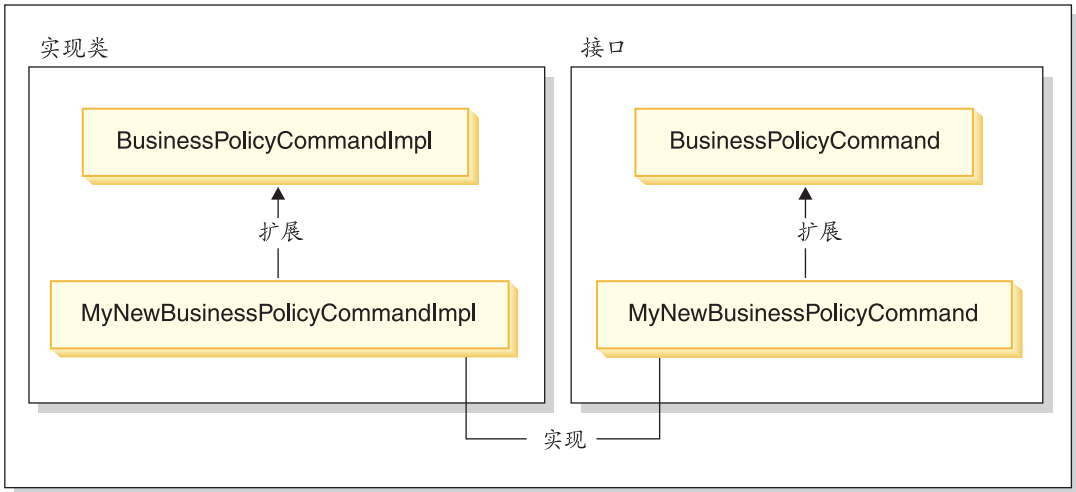 实现类
BusinessPolicyCommandImpl
扩展
MyNewBusinessPolicyCommandImpl
接口
BusinessPolicyCommand
扩展
MyNewBusinessPolicyCommand
实现